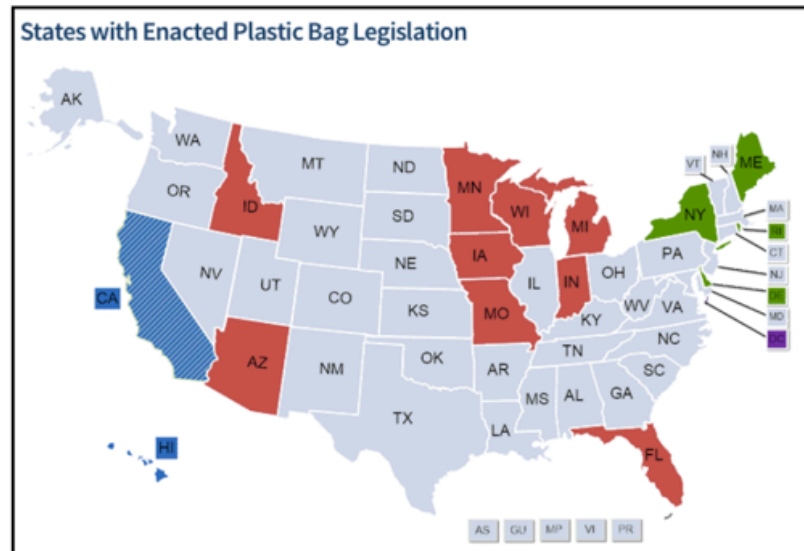 States with Enacted Plastic Bag Legislation
AK
WA
MT
ND
MN
VT
NH
ME
OR
ID
SD
WI
MI
NY
MA
RI
WY
CT
IA
PA
NJ
NE
NV
IL
IN
OH
DE
UT
CA
CO
WV
VA
MD
KS
MO
KY
DC
NC
TN
AZ
NM
OK
AR
SC
MS
AL
GA
TX
LA
HI
FL
AS
GU
MP
VI
PR